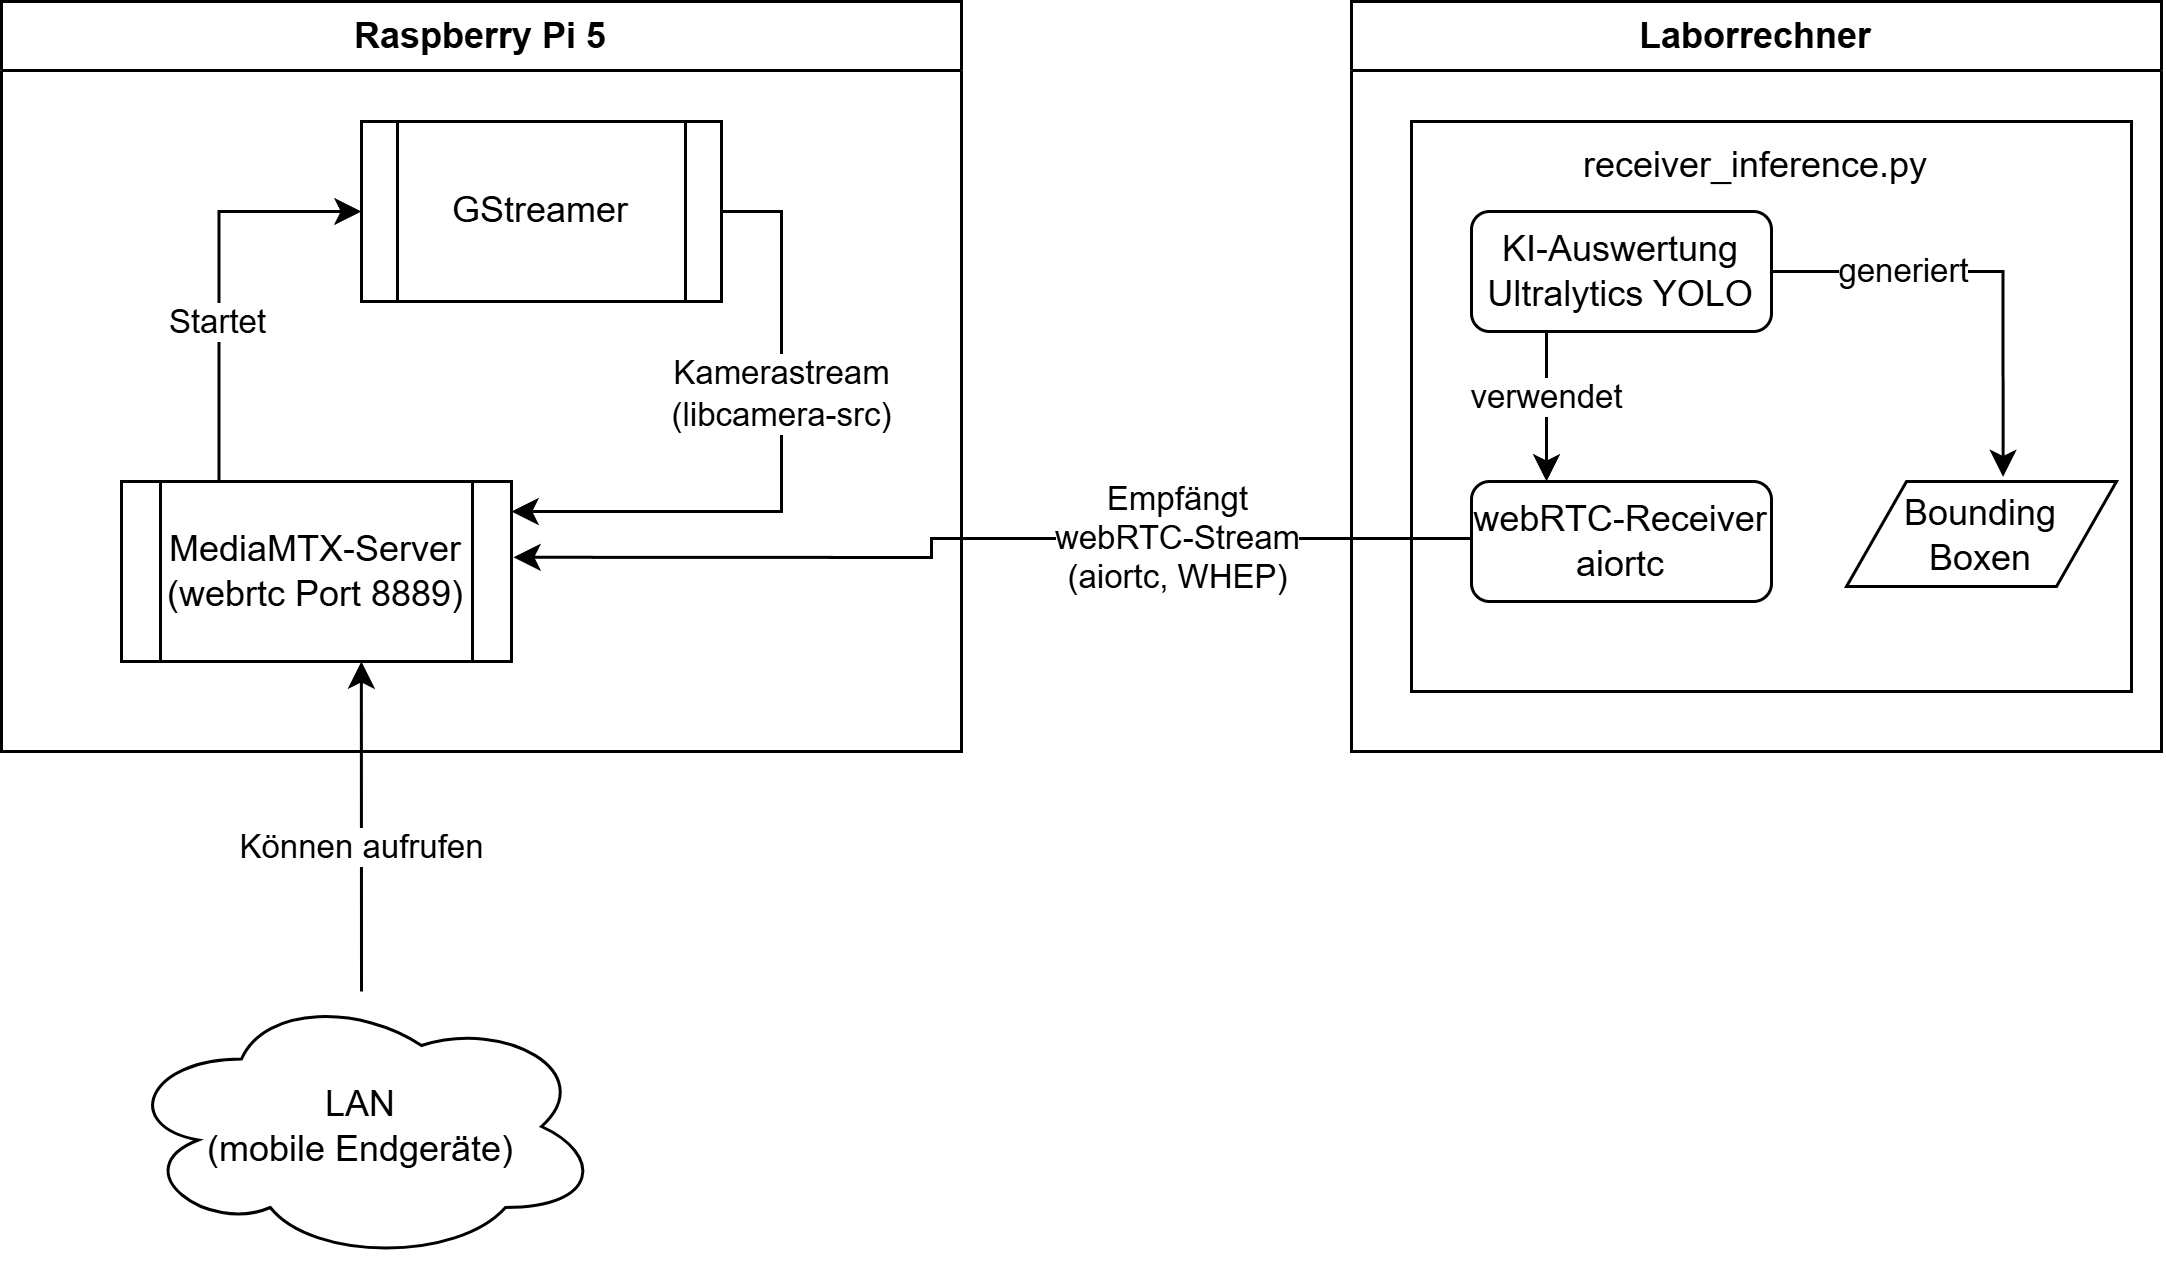 Raspberry Pi 5
GStreamer
Startet
Kamerastream
(libcamera-src)
MediaMTX-Server
(webrtc Port 8889)
Können aufrufen
LAN
(mobile Endgeräte)
Empfängt
webRTC-Stream
(aiortc, WHEP)
Laborrechner
receiver_inference.py
KI-Auswertung
Ultralytics YOLO
generiert
verwendet
webRTC-Receiver
aiortc
Bounding
Boxen